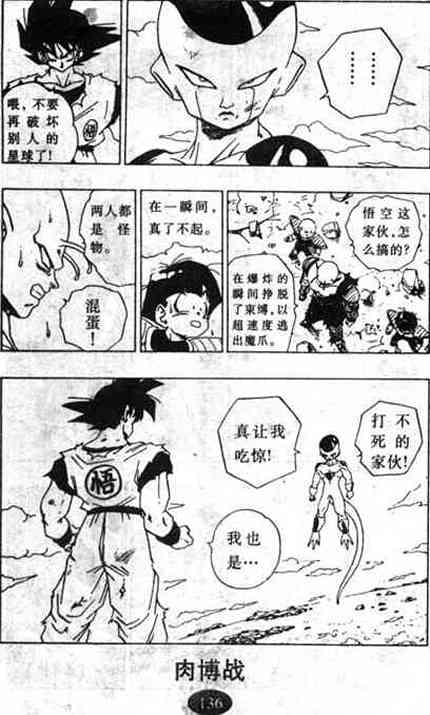 ……
喂，不要
再破坏
别人的
星球了！
悟空这
家伙，怎
么搞的？
在爆炸的
瞬间挣脱
了束缚，以
超速度逃
出魔爪。
在一瞬间，
真了不起。
两人都
是怪
物。
混蛋！
打不
死的
家伙！
真让我
吃惊！
我也
是…
悟
肉博战
136